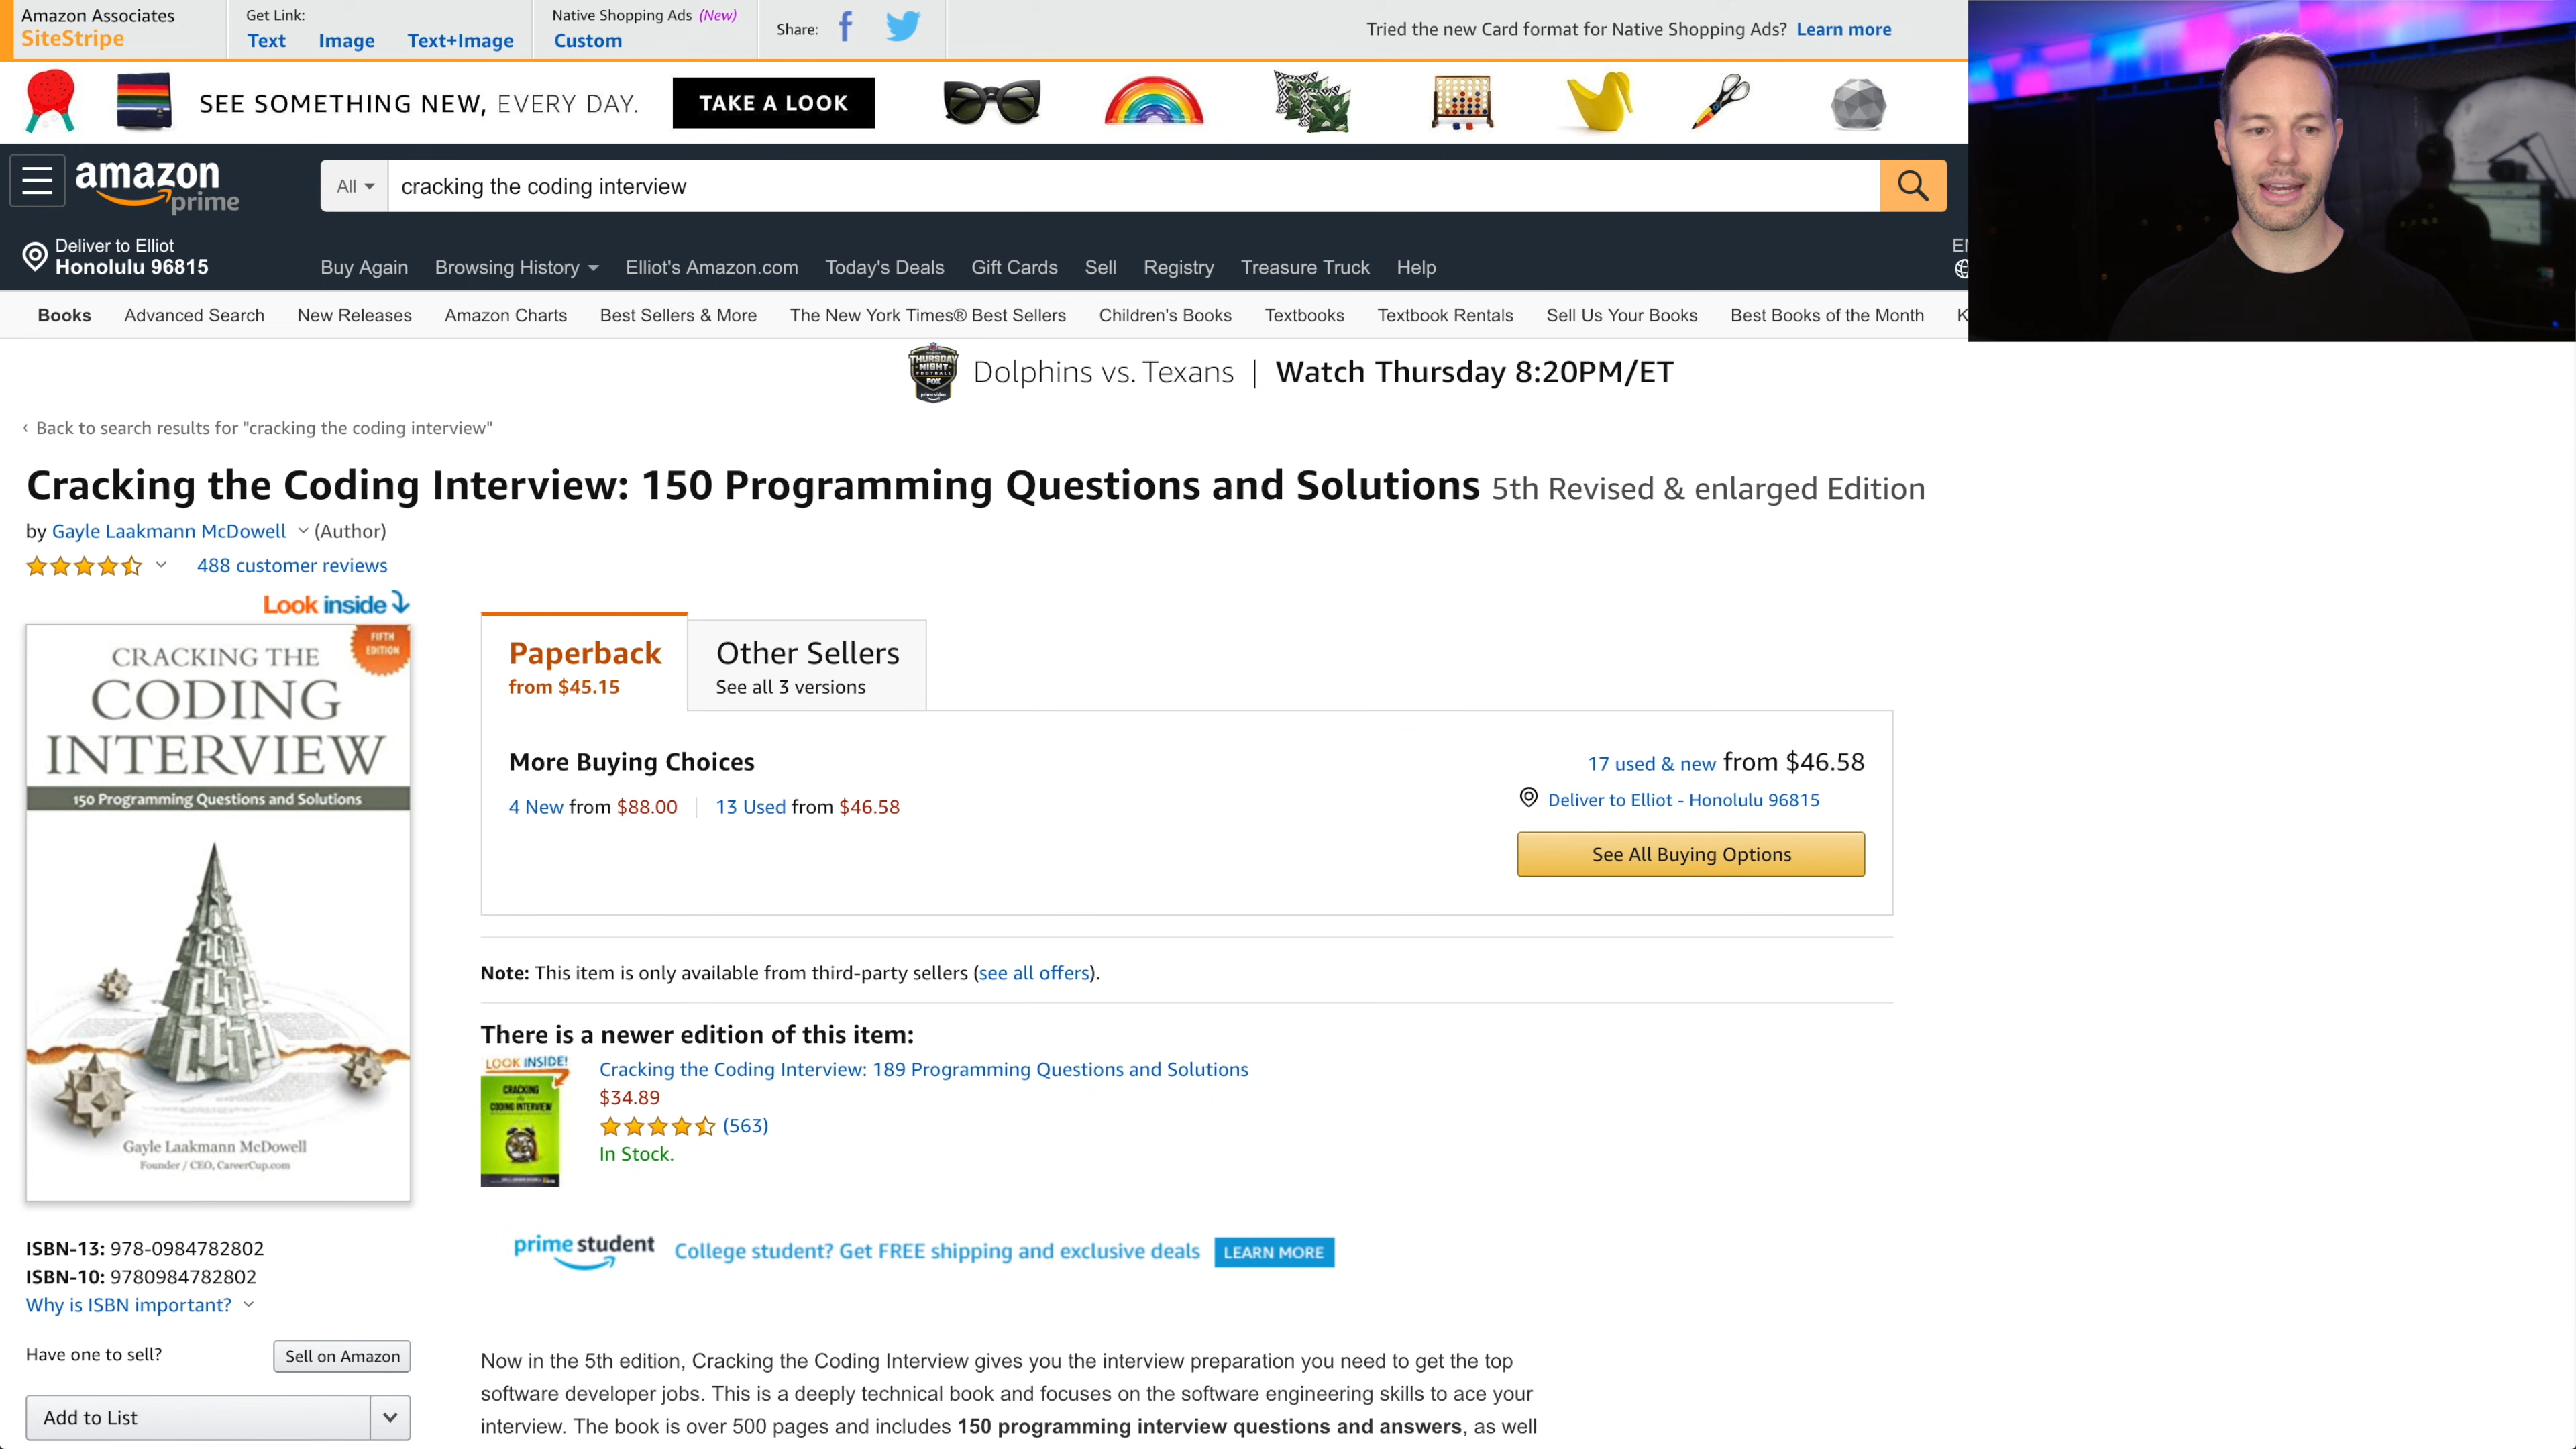 Amazon Associates
SiteStripe
Get Link:
Text Image Text+Image
Native Shopping Ads (New)
Custom
Share:
Tried the new Card format for Native Shopping Ads? Learn more
SEE SOMETHING NEW, EVERY DAY. TAKE A LOOK
amazon
prime
All
cracking the coding interview
Deliver to Elliot
Honolulu 96815
Buy Again Browsing History Elliot's Amazon.com Today's Deals Gift Cards Sell Registry Treasure Truck Help
EN
Books Advanced Search New Releases Amazon Charts Best Sellers & More The New York Times® Best Sellers Children's Books Textbooks Textbook Rentals Sell Us Your Books Best Books of the Month K
THURSDAY
NIGHT
FOOTBALL
FOX
Dolphins vs. Texans | Watch Thursday 8:20PM/ET
‹ Back to search results for "cracking the coding interview"
Cracking the Coding Interview: 150 Programming Questions and Solutions 5th Revised & enlarged Edition
by Gayle Laakmann McDowell (Author)
488 customer reviews
Look inside
FIFTH
EDITION
CRACKING THE
CODING
INTERVIEW
150 Programming Questions and Solutions
Gayle Laakmann McDowell
Founder / CEO, CareerCup.com
ISBN-13: 978-0984782802
ISBN-10: 9780984782802
Why is ISBN important?
Have one to sell? Sell on Amazon
Add to List
Paperback
from $45.15
Other Sellers
See all 3 versions
More Buying Choices
4 New from $88.00 | 13 Used from $46.58
17 used & new from $46.58
Deliver to Elliot - Honolulu 96815
See All Buying Options
Note: This item is only available from third-party sellers (see all offers).
There is a newer edition of this item:
LOOK INSIDE!
CRACKING
the
CODING INTERVIEW
Cracking the Coding Interview: 189 Programming Questions and Solutions
$34.89
(563)
In Stock.
prime student College student? Get FREE shipping and exclusive deals LEARN MORE
Now in the 5th edition, Cracking the Coding Interview gives you the interview preparation you need to get the top
software developer jobs. This is a deeply technical book and focuses on the software engineering skills to ace your
interview. The book is over 500 pages and includes 150 programming interview questions and answers, as well